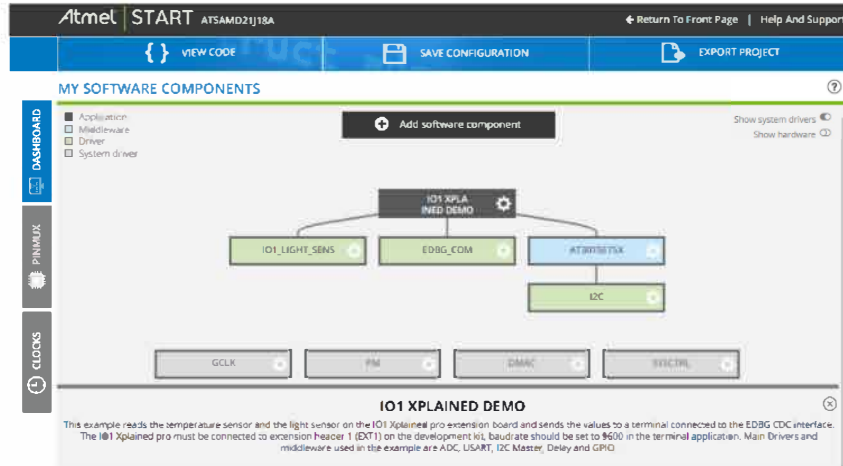 Atmel START ATSAMD21J18A
Return To Front Page | Help And Support
{ } VIEW CODE
SAVE CONFIGURATION
EXPORT PROJECT
MY SOFTWARE COMPONENTS
?
DASHBOARD
PINMUX
CLOCKS
Application
Middleware
Driver
System driver
Add software component
Show system drivers
Show hardware
IO1 XPLA
INED DEMO
IO1_LIGHT_SENS
EDBG_COM
AT30TSE75X
I2C
GCLK
PM
DMAC
SYSCTRL
IO1 XPLAINED DEMO
This example reads the temperature sensor and the light sensor on the IO1 Xplained pro extension board and sends the values to a terminal connected to the EDBG CDC interface.
The IO1 Xplained pro must be connected to extension header 1 (EXT1) on the development kit, baudrate should be set to 9600 in the terminal application. Main Drivers and
middleware used in the example are ADC, USART, I2C Master, Delay and GPIO